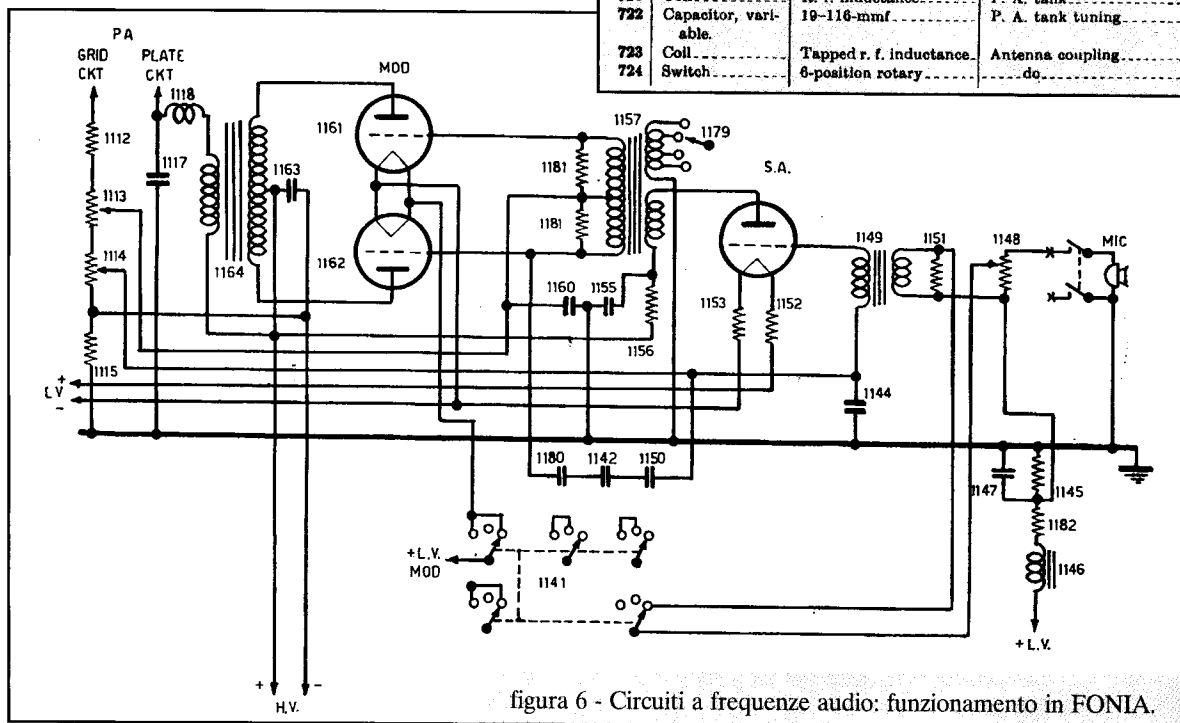 722 Capacitor, vari- 19-116-mmf P. A. tank tuning
able.
723 Coil Tapped r. f. inductance Antenna coupling
724 Switch 6-position rotary do
PA
GRID CKT
PLATE CKT
MOD
1118
1112
1117
1113
1114
1115
1163
1164
1161
1162
1181
1181
1157
1179
S.A.
1160
1155
1156
1153
1152
1149
1151
1148
MIC
1144
+
L.V.
-
1180
1142
1150
1147
1145
1182
1146
+L.V.
+L.V.
MOD
1141
+ -
H.V.
figura 6 - Circuiti a frequenze audio: funzionamento in FONIA.